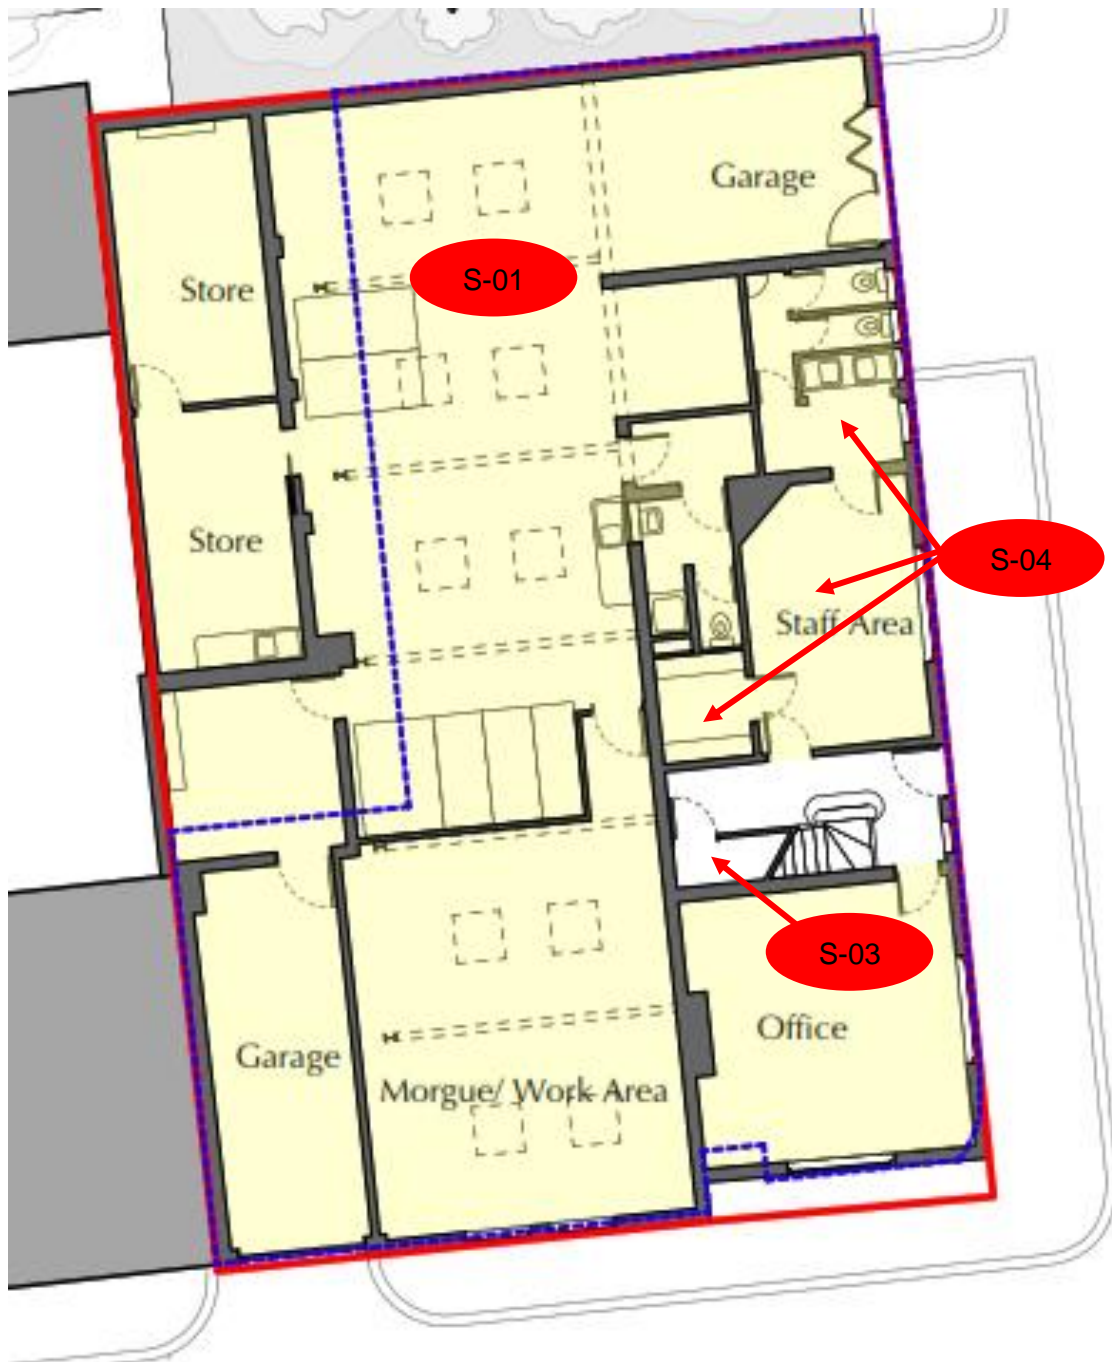 Garage
S-01
Store
Store
S-04
Staff Area
S-03
Office
Garage
Morgue/ Work Area